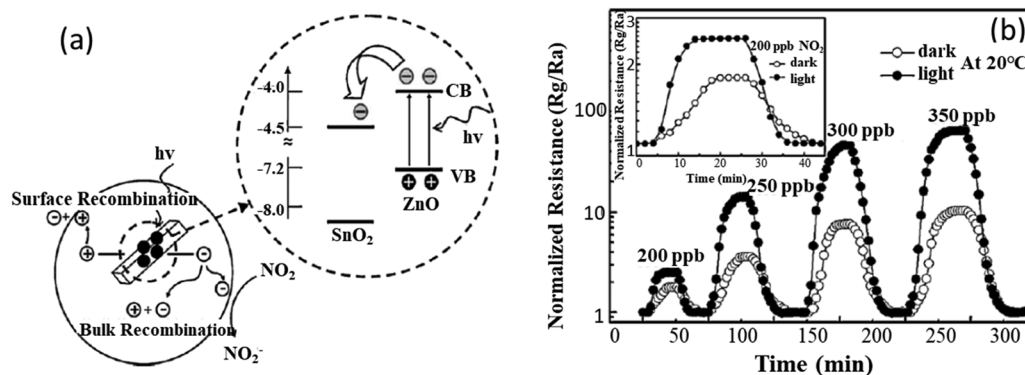 (a)
-4.0
-4.5
≈
-7.2
-8.0
CB
hν
VB
ZnO
SnO2
hν
Surface Recombination
NO2
Bulk Recombination
NO2-
(b)
Normalized Resistance (Rg/Ra)
100
10
1
0 50 100 150 200 250 300
Time (min)
dark
light
At 20℃
200 ppb
250 ppb
300 ppb
350 ppb
Normalized Resistance (Rg/Ra)
3
2
1
0 10 20 30 40
Time (min)
200 ppb NO2
dark
light